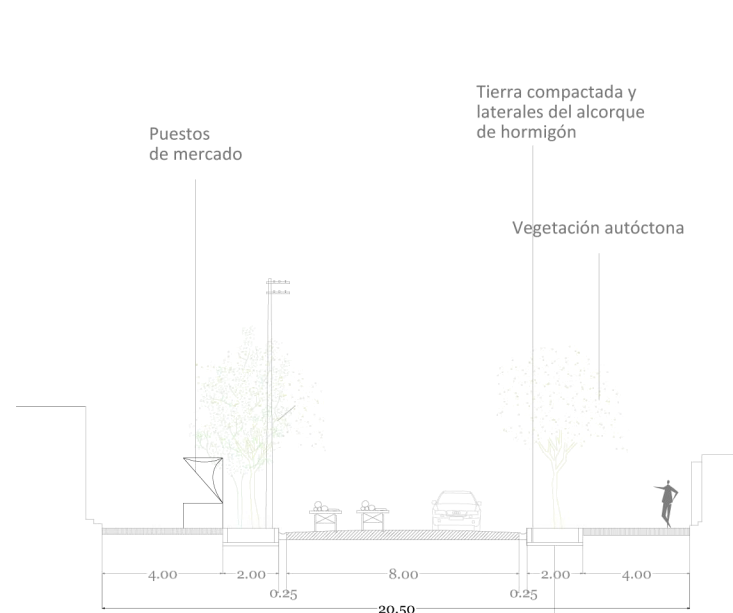 Tierra compactada y
laterales del alcorque
de hormigón
Puestos
de mercado
Vegetación autóctona
4.00 2.00 8.00 2.00 4.00
0.25 0.25
20.50